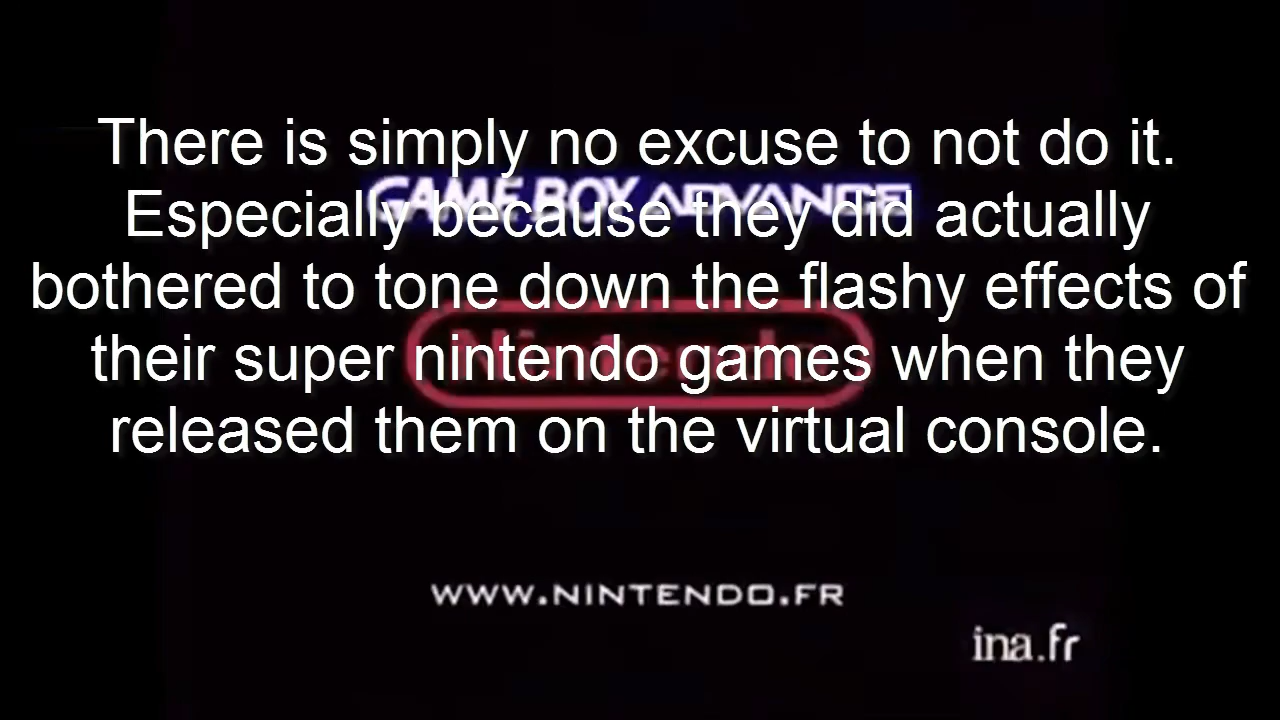 There is simply no excuse to not do it.
GAME BOY ADVANCE
Especially because they did actually
bothered to tone down the flashy effects of
Nintendo
their super nintendo games when they
released them on the virtual console.
WWW.NINTENDO.FR
ina.fr